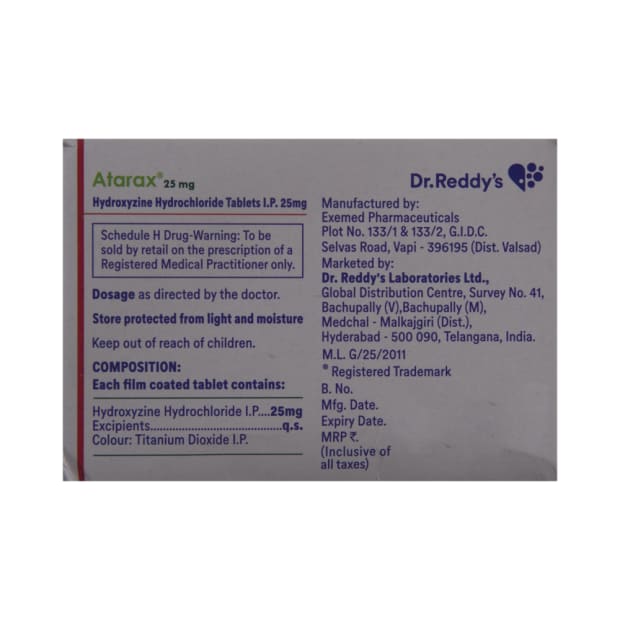 Atarax® 25 mg
Hydroxyzine Hydrochloride Tablets I.P. 25mg
Schedule H Drug-Warning: To be
sold by retail on the prescription of a
Registered Medical Practitioner only.
Dosage as directed by the doctor.
Store protected from light and moisture
Keep out of reach of children.
COMPOSITION:
Each film coated tablet contains:
Hydroxyzine Hydrochloride I.P....25mg
Excipients..........................................q.s.
Colour: Titanium Dioxide I.P.
Dr.Reddy's
Manufactured by:
Exemed Pharmaceuticals
Plot No. 133/1 & 133/2, G.I.D.C.
Selvas Road, Vapi - 396195 (Dist. Valsad)
Marketed by:
Dr. Reddy's Laboratories Ltd.,
Global Distribution Centre, Survey No. 41,
Bachupally (V),Bachupally (M),
Medchal - Malkajgiri (Dist.),
Hyderabad - 500 090, Telangana, India.
M.L. G/25/2011
® Registered Trademark
B. No.
Mfg. Date.
Expiry Date.
MRP ₹.
(Inclusive of
all taxes)